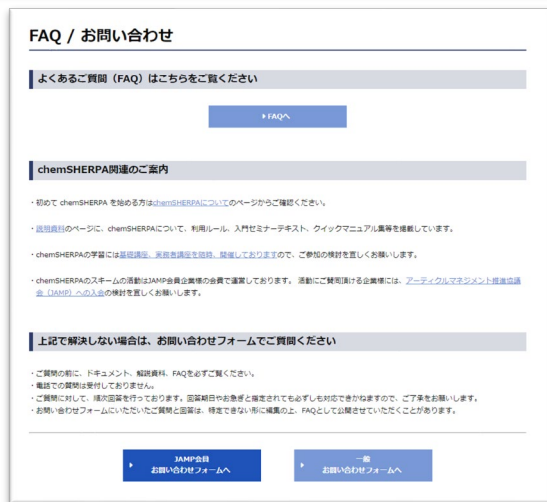 FAQ / お問い合わせ
よくあるご質問（FAQ）はこちらをご覧ください
FAQへ
chemSHERPA関連のご案内
・初めて chemSHERPA を始める方はchemSHERPAについてのページからご確認ください。
・説明資料のページに、chemSHERPAについて、利用ルール、入門セミナーテキスト、クイックマニュアル集等を掲載しています。
・chemSHERPAの学習には基礎講座、実務者講座を随時、開催しておりますので、ご参加の検討を宜しくお願いします。
・chemSHERPAのスキームの活動はJAMP会員企業様の会費で運営しております。 活動にご賛同頂ける企業様には、アーティクルマネジメント推進協議
会（JAMP）への入会の検討を宜しくお願いします。
上記で解決しない場合は、お問い合わせフォームでご質問ください
・ご質問の前に、ドキュメント、解説資料、FAQを必ずご覧ください。
・電話での質問は受付しておりません。
・ご質問に対して、順次回答を行っております。回答期日やお急ぎと指定されても必ずしも対応できかねますので、ご了承をお願いします。
・お問い合わせフォームにいただいたご質問と回答は、特定できない形に編集の上、FAQとして公開させていただくことがあります。
JAMP会員
お問い合わせフォームへ
一般
お問い合わせフォームへ